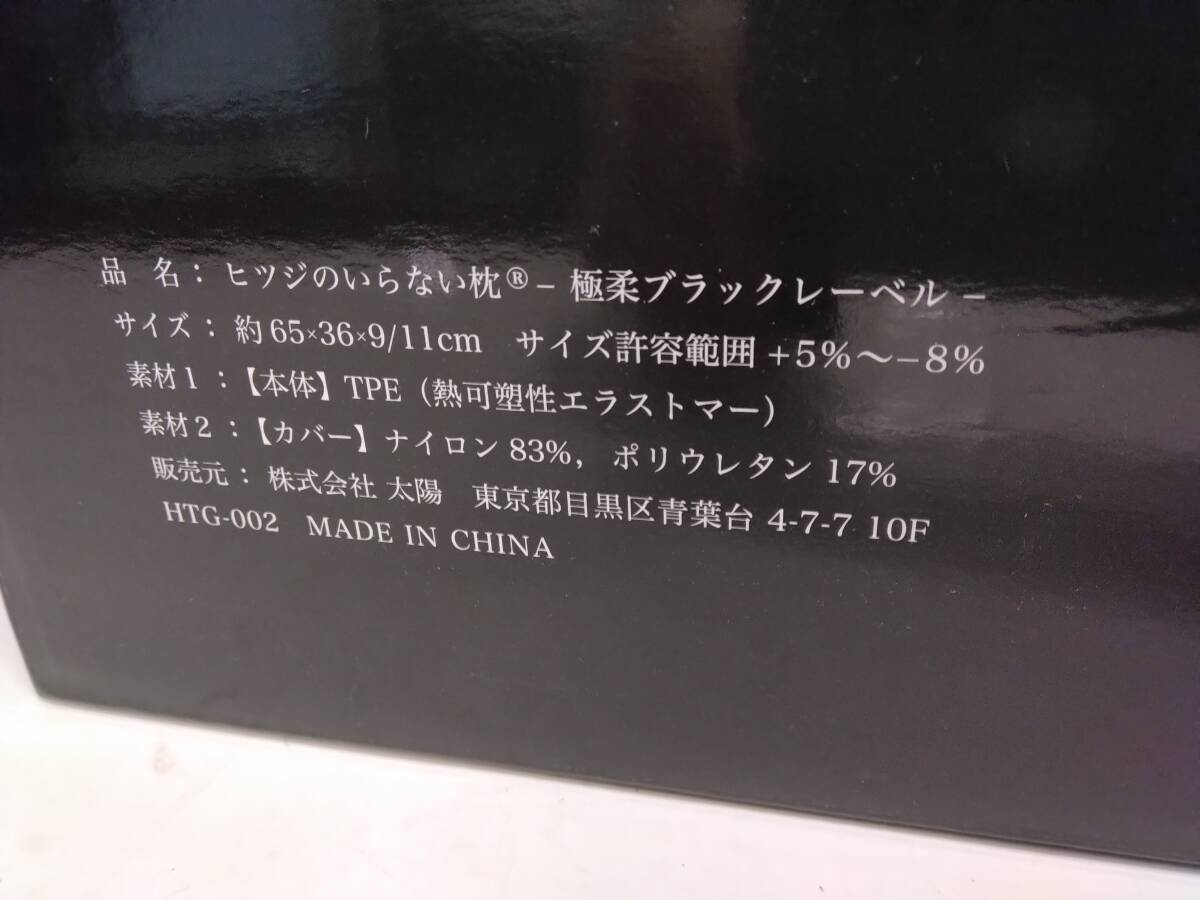 品 名： ヒツジのいらない枕®– 極柔ブラックレーベル –
サイズ： 約65×36×9/11cm サイズ許容範囲+5%〜−8%
素材1：【本体】TPE（熱可塑性エラストマー）
素材2：【カバー】ナイロン 83%, ポリウレタン 17%
販売元： 株式会社 太陽 東京都目黒区青葉台 4-7-7 10F
HTG-002 MADE IN CHINA